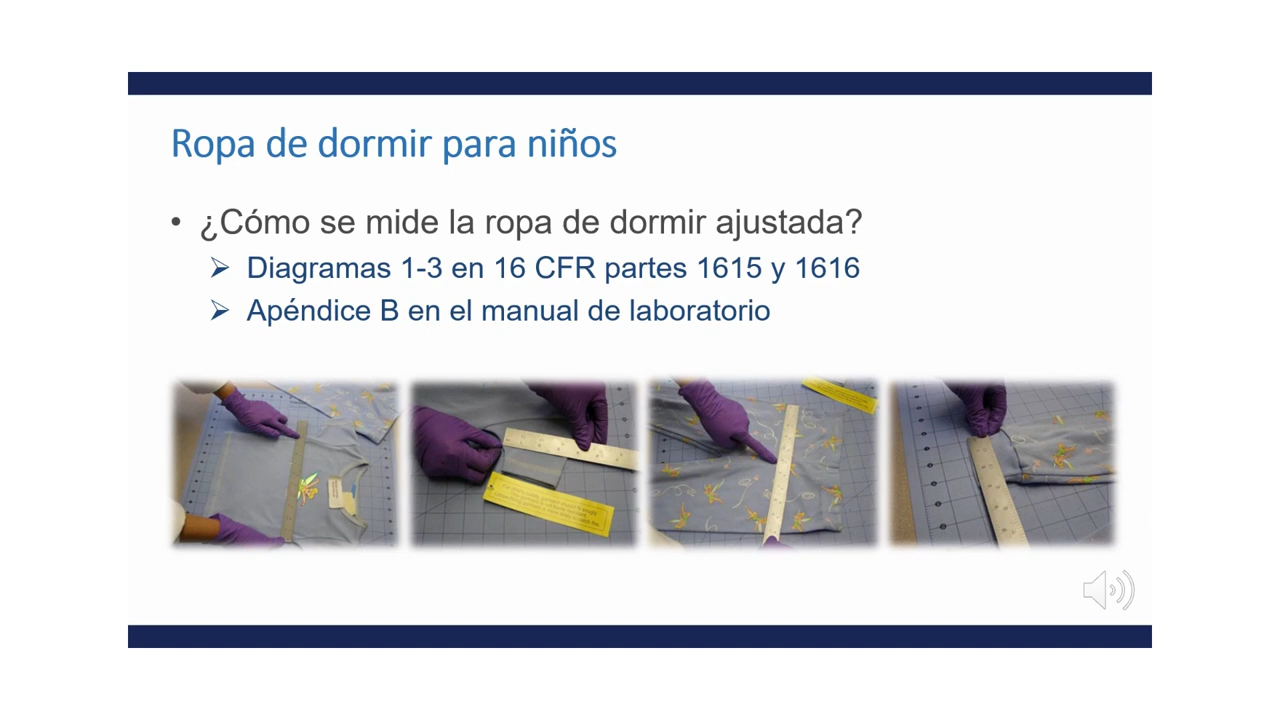 Ropa de dormir para niños
• ¿Cómo se mide la ropa de dormir ajustada?
➢ Diagramas 1-3 en 16 CFR partes 1615 y 1616
➢ Apéndice B en el manual de laboratorio